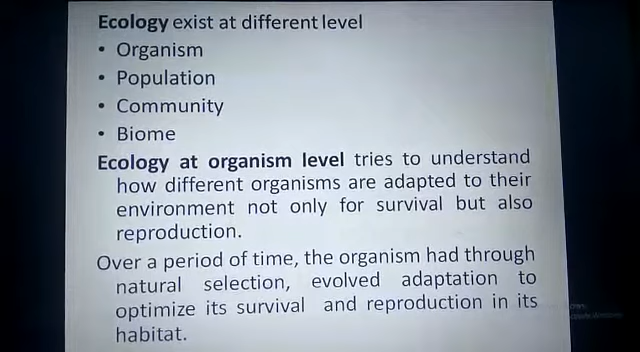 Ecology exist at different level
• Organism
• Population
• Community
• Biome
Ecology at organism level tries to understand
how different organisms are adapted to their
environment not only for survival but also
reproduction.
Over a period of time, the organism had through
natural selection, evolved adaptation to
optimize its survival and reproduction in its
habitat.